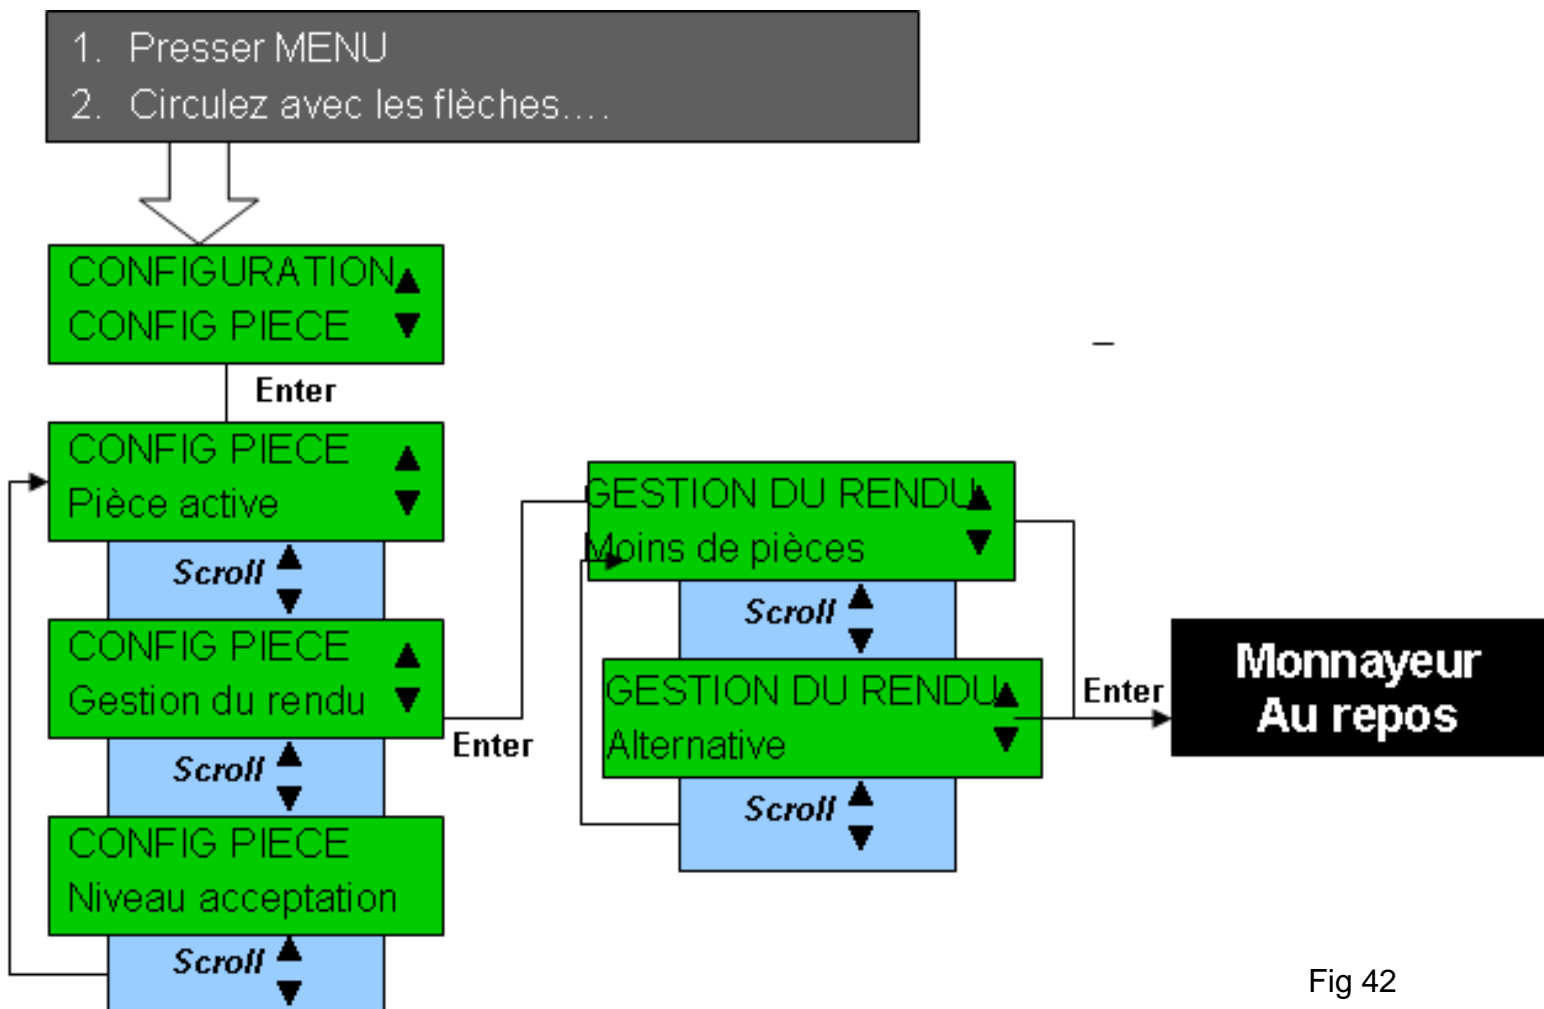 1. Presser MENU
2. Circulez avec les flèches....
CONFIGURATION
CONFIG PIECE
Enter
CONFIG PIECE
Pièce active
Scroll
CONFIG PIECE
Gestion du rendu
Enter
Scroll
CONFIG PIECE
Niveau acceptation
Scroll
GESTION DU RENDU
Moins de pièces
Scroll
GESTION DU RENDU
Alternative
Scroll
Enter
Monnayeur
Au repos
Fig 42